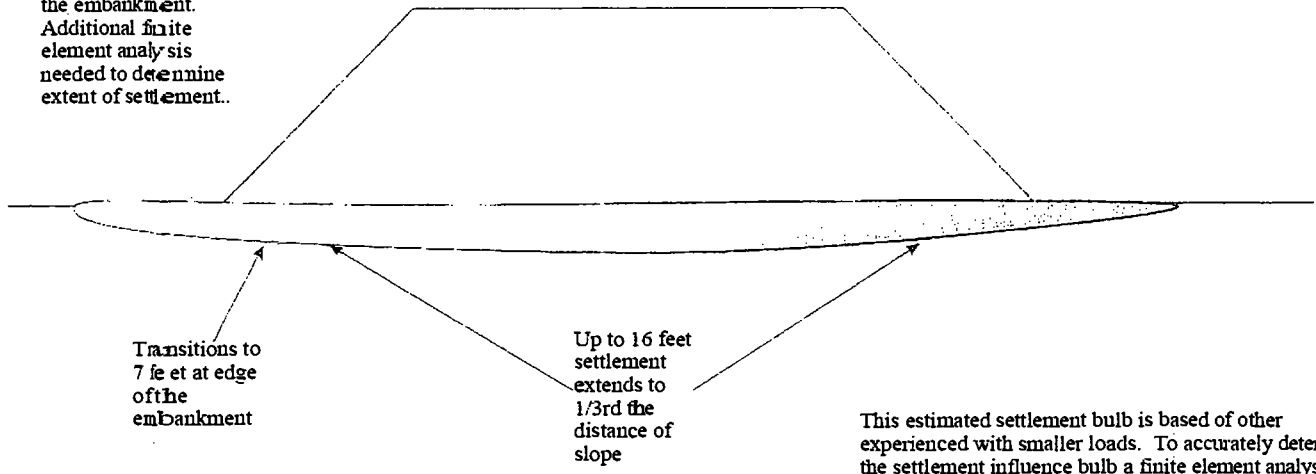 the embankment.
Additional finite
element analysis
needed to determine
extent of settlement..
Transitions to
7 feet at edge
of the
embankment
Up to 16 feet
settlement
extends to
1/3rd the
distance of
slope
This estimated settlement bulb is based of other
experienced with smaller loads. To accurately deter
the settlement influence bulb a finite element analys